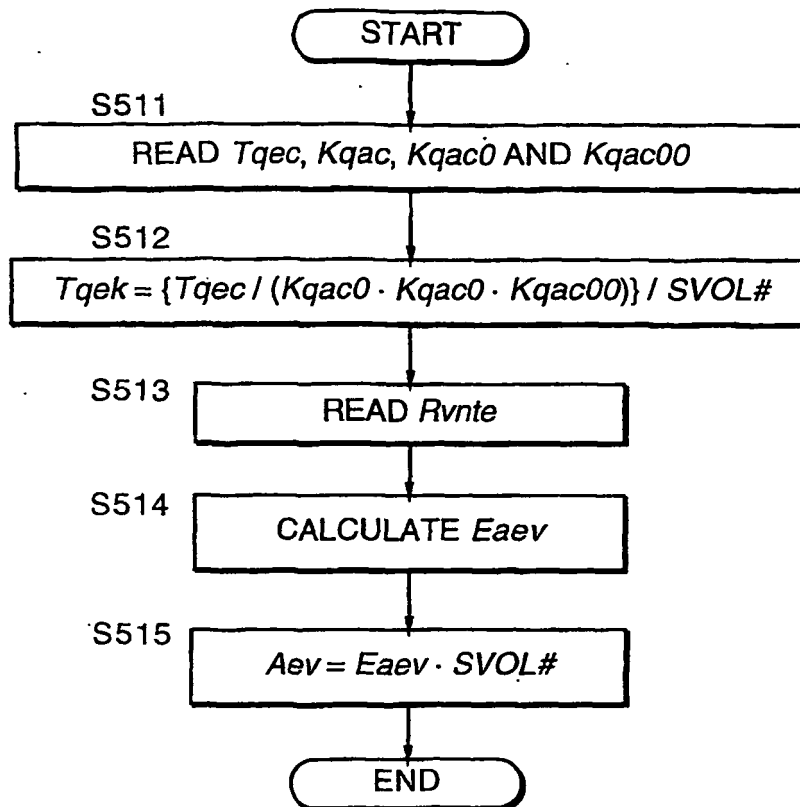 START
S511
READ Tqec, Kqac, Kqac0 AND Kqac00
S512
Tqek = {Tqec / (Kqac0 · Kqac0 · Kqac00)} / SVOL#
S513
READ Rvnte
S514
CALCULATE Eaev
S515
Aev = Eaev · SVOL#
END